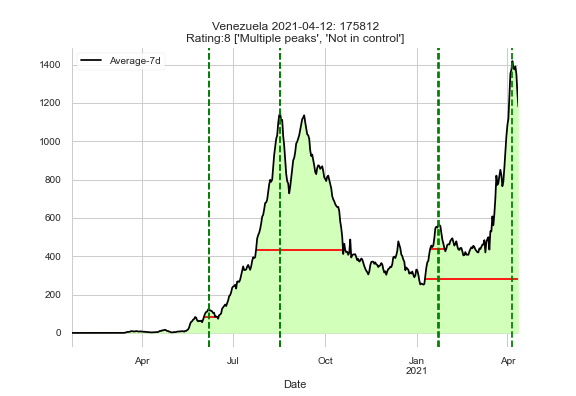 Venezuela 2021-04-12: 175812
Rating:8 ['Multiple peaks', 'Not in control']
Average-7d
1400
1200
1000
800
600
400
200
0
Apr
Jul
Oct
Jan
2021
Apr
Date